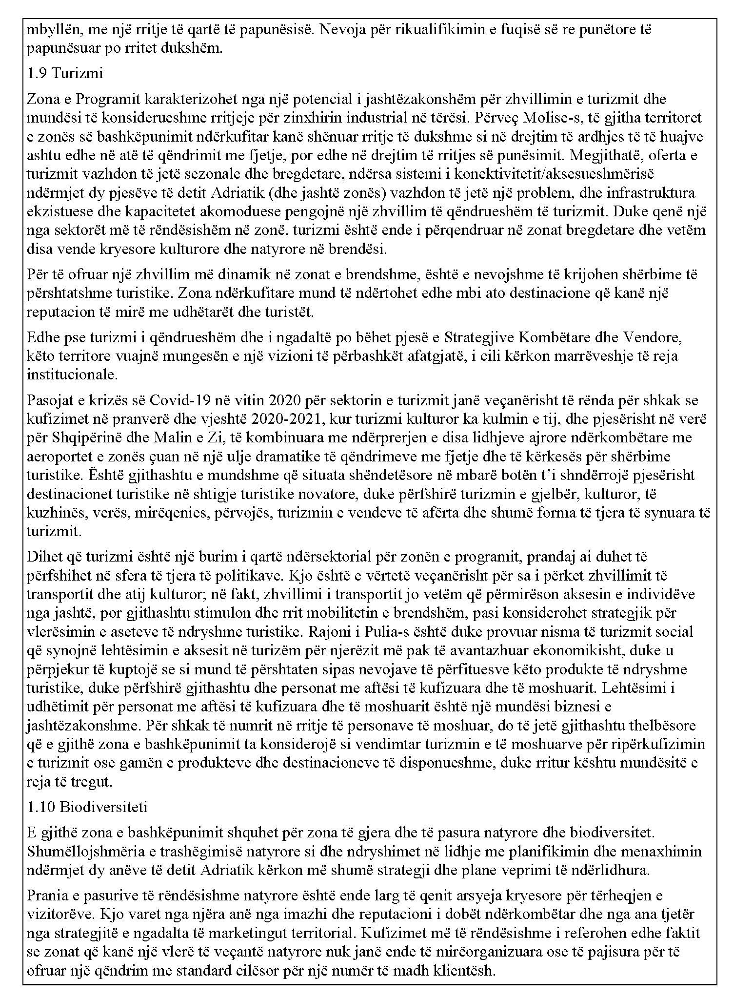 mbyllën, me një rritje të qartë të papunësisë. Nevoja për rikualifikimin e fuqisë së re punëtore të
papunësuar po rritet dukshëm.
1.9 Turizmi
Zona e Programit karakterizohet nga një potencial i jashtëzakonshëm për zhvillimin e turizmit dhe
mundësi të konsiderueshme rritjeje për zinxhirin industrial në tërësi. Përveç Molise-s, të gjitha territoret
e zonës së bashkëpunimit ndërkufitar kanë shënuar rritje të dukshme si në drejtim të ardhjes të të huajve
ashtu edhe në atë të qëndrimit me fjetje, por edhe në drejtim të rritjes së punësimit. Megjithatë, oferta e
turizmit vazhdon të jetë sezonale dhe bregdetare, ndërsa sistemi i konektivitetit/aksesueshmërisë
ndërmjet dy pjesëve të detit Adriatik (dhe jashtë zonës) vazhdon të jetë një problem, dhe infrastruktura
ekzistuese dhe kapacitetet akomoduese pengojnë një zhvillim të qëndrueshëm të turizmit. Duke qenë një
nga sektorët më të rëndësishëm në zonë, turizmi është ende i përqendruar në zonat bregdetare dhe vetëm
disa vende kryesore kulturore dhe natyrore në brendësi.
Për të ofruar një zhvillim më dinamik në zonat e brendshme, është e nevojshme të krijohen shërbime të
përshtatshme turistike. Zona ndërkufitare mund të ndërtohet edhe mbi ato destinacione që kanë një
reputacion të mirë me udhëtarët dhe turistët.
Edhe pse turizmi i qëndrueshëm dhe i ngadaltë po bëhet pjesë e Strategjive Kombëtare dhe Vendore,
këto territore vuajnë mungesën e një vizioni të përbashkët afatgjatë, i cili kërkon marrëveshje të reja
institucionale.
Pasojat e krizës së Covid-19 në vitin 2020 për sektorin e turizmit janë veçanërisht të rënda për shkak se
kufizimet në pranverë dhe vjeshtë 2020-2021, kur turizmi kulturor ka kulmin e tij, dhe pjesërisht në verë
për Shqipërinë dhe Malin e Zi, të kombinuara me ndërprerjen e disa lidhjeve ajrore ndërkombëtare me
aeroportet e zonës çuan në një ulje dramatike të qëndrimeve me fjetje dhe të kërkesës për shërbime
turistike. Është gjithashtu e mundshme që situata shëndetësore në mbarë botën t’i shndërrojë pjesërisht
destinacionet turistike në shtigje turistike novatore, duke përfshirë turizmin e gjelbër, kulturor, të
kuzhinës, verës, mirëqenies, përvojës, turizmin e vendeve të afërta dhe shumë forma të tjera të synuara të
turizmit.
Dihet që turizmi është një burim i qartë ndërsektorial për zonën e programit, prandaj ai duhet të
përfshihet në sfera të tjera të politikave. Kjo është e vërtetë veçanërisht për sa i përket zhvillimit të
transportit dhe atij kulturor; në fakt, zhvillimi i transportit jo vetëm që përmirëson aksesin e individëve
nga jashtë, por gjithashtu stimulon dhe rrit mobilitetin e brendshëm, pasi konsiderohet strategjik për
vlerësimin e aseteve të ndryshme turistike. Rajoni i Pulia-s është duke provuar nisma të turizmit social
që synojnë lehtësimin e aksesit në turizëm për njerëzit më pak të avantazhuar ekonomikisht, duke u
përpjekur të kuptojë se si mund të përshtaten sipas nevojave të përfituesve këto produkte të ndryshme
turistike, duke përfshirë gjithashtu dhe personat me aftësi të kufizuara dhe të moshuarit. Lehtësimi i
udhëtimit për personat me aftësi të kufizuara dhe të moshuarit është një mundësi biznesi e
jashtëzakonshme. Për shkak të numrit në rritje të personave të moshuar, do të jetë gjithashtu thelbësore
që e gjithë zona e bashkëpunimit ta konsiderojë si vendimtar turizmin e të moshuarve për ripërkufizimin
e turizmit ose gamën e produkteve dhe destinacioneve të disponueshme, duke rritur kështu mundësitë e
reja të tregut.
1.10 Biodiversiteti
E gjithë zona e bashkëpunimit shquhet për zona të gjera dhe të pasura natyrore dhe biodiversitet.
Shumëllojshmëria e trashëgimisë natyrore si dhe ndryshimet në lidhje me planifikimin dhe menaxhimin
ndërmjet dy anëve të detit Adriatik kërkon më shumë strategji dhe plane veprimi të ndërlidhura.
Prania e pasurive të rëndësishme natyrore është ende larg të qenit arsyeja kryesore për tërheqjen e
vizitorëve. Kjo varet nga njëra anë nga imazhi dhe reputacioni i dobët ndërkombëtar dhe nga ana tjetër
nga strategjitë e ngadalta të marketingut territorial. Kufizimet më të rëndësishme i referohen edhe faktit
se zonat që kanë një vlerë të veçantë natyrore nuk janë ende të mirëorganizuara ose të pajisura për të
ofruar një qëndrim me standard cilësor për një numër të madh klientësh.